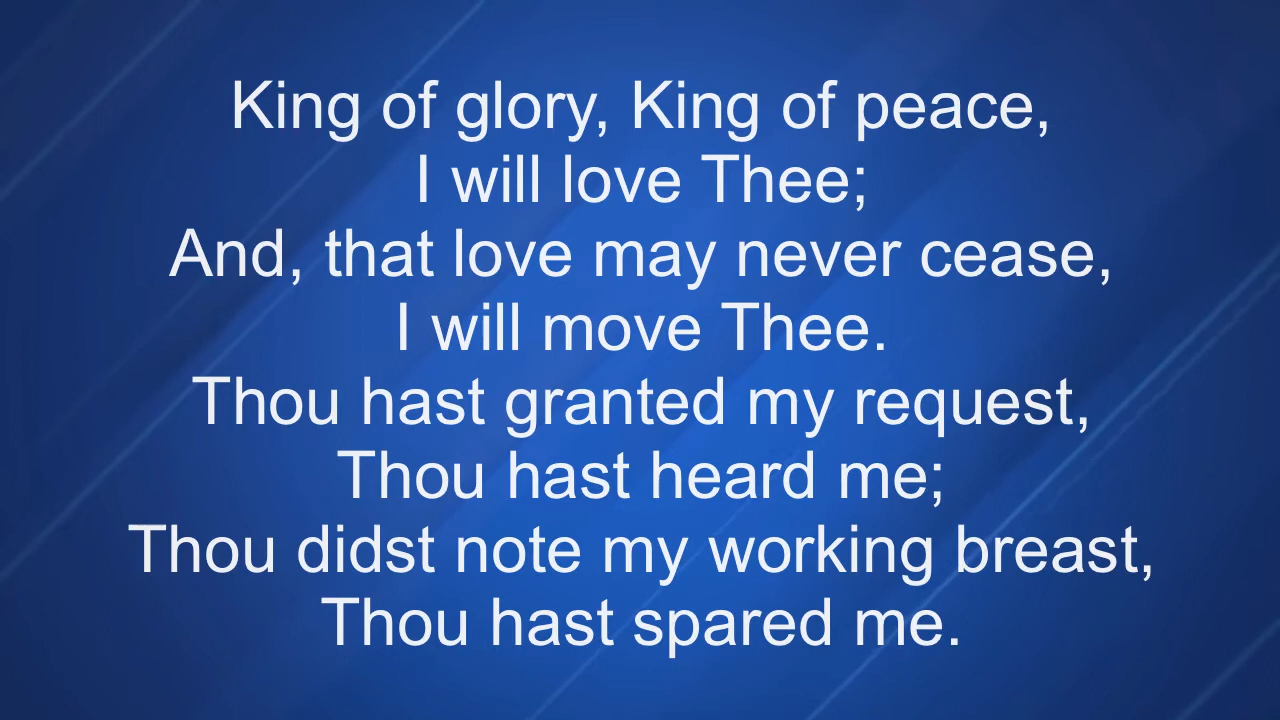 King of glory, King of peace,
I will love Thee;
And, that love may never cease,
I will move Thee.
Thou hast granted my request,
Thou hast heard me;
Thou didst note my working breast,
Thou hast spared me.